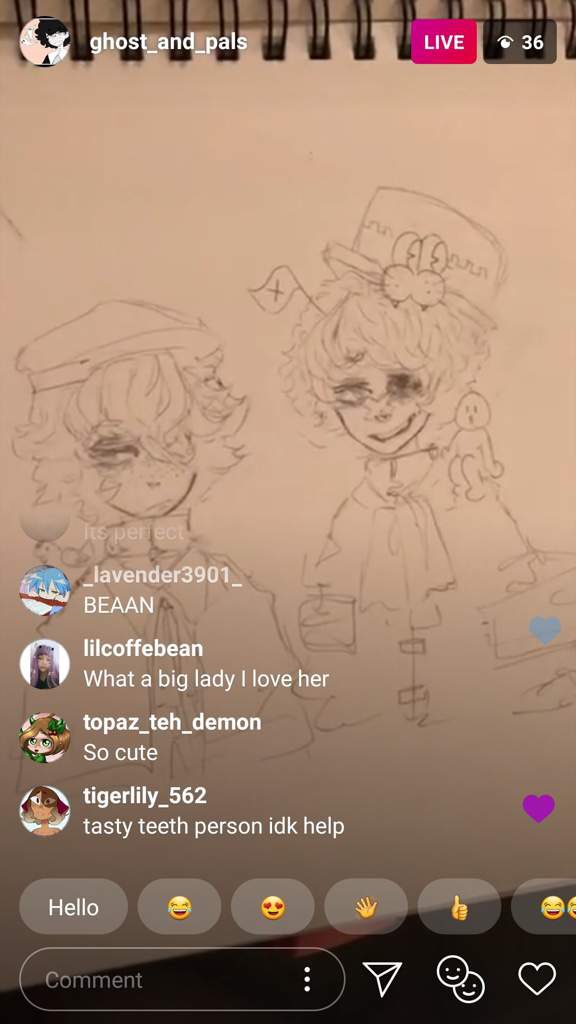 ghost_and_pals
LIVE
36
its perfect
_lavender3901_
BEAAN
lilcoffebean
What a big lady I love her
topaz_teh_demon
So cute
tigerlily_562
tasty teeth person idk help
Hello
Comment